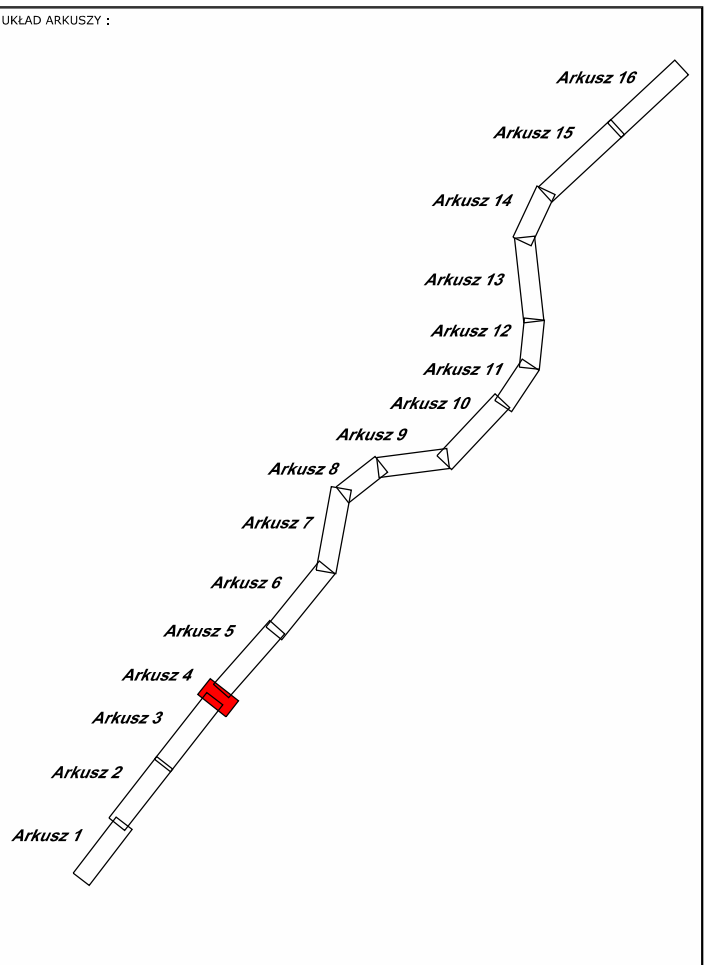 UKŁAD ARKUSZY :
Arkusz 16
Arkusz 15
Arkusz 14
Arkusz 13
Arkusz 12
Arkusz 11
Arkusz 10
Arkusz 9
Arkusz 8
Arkusz 7
Arkusz 6
Arkusz 5
Arkusz 4
Arkusz 3
Arkusz 2
Arkusz 1